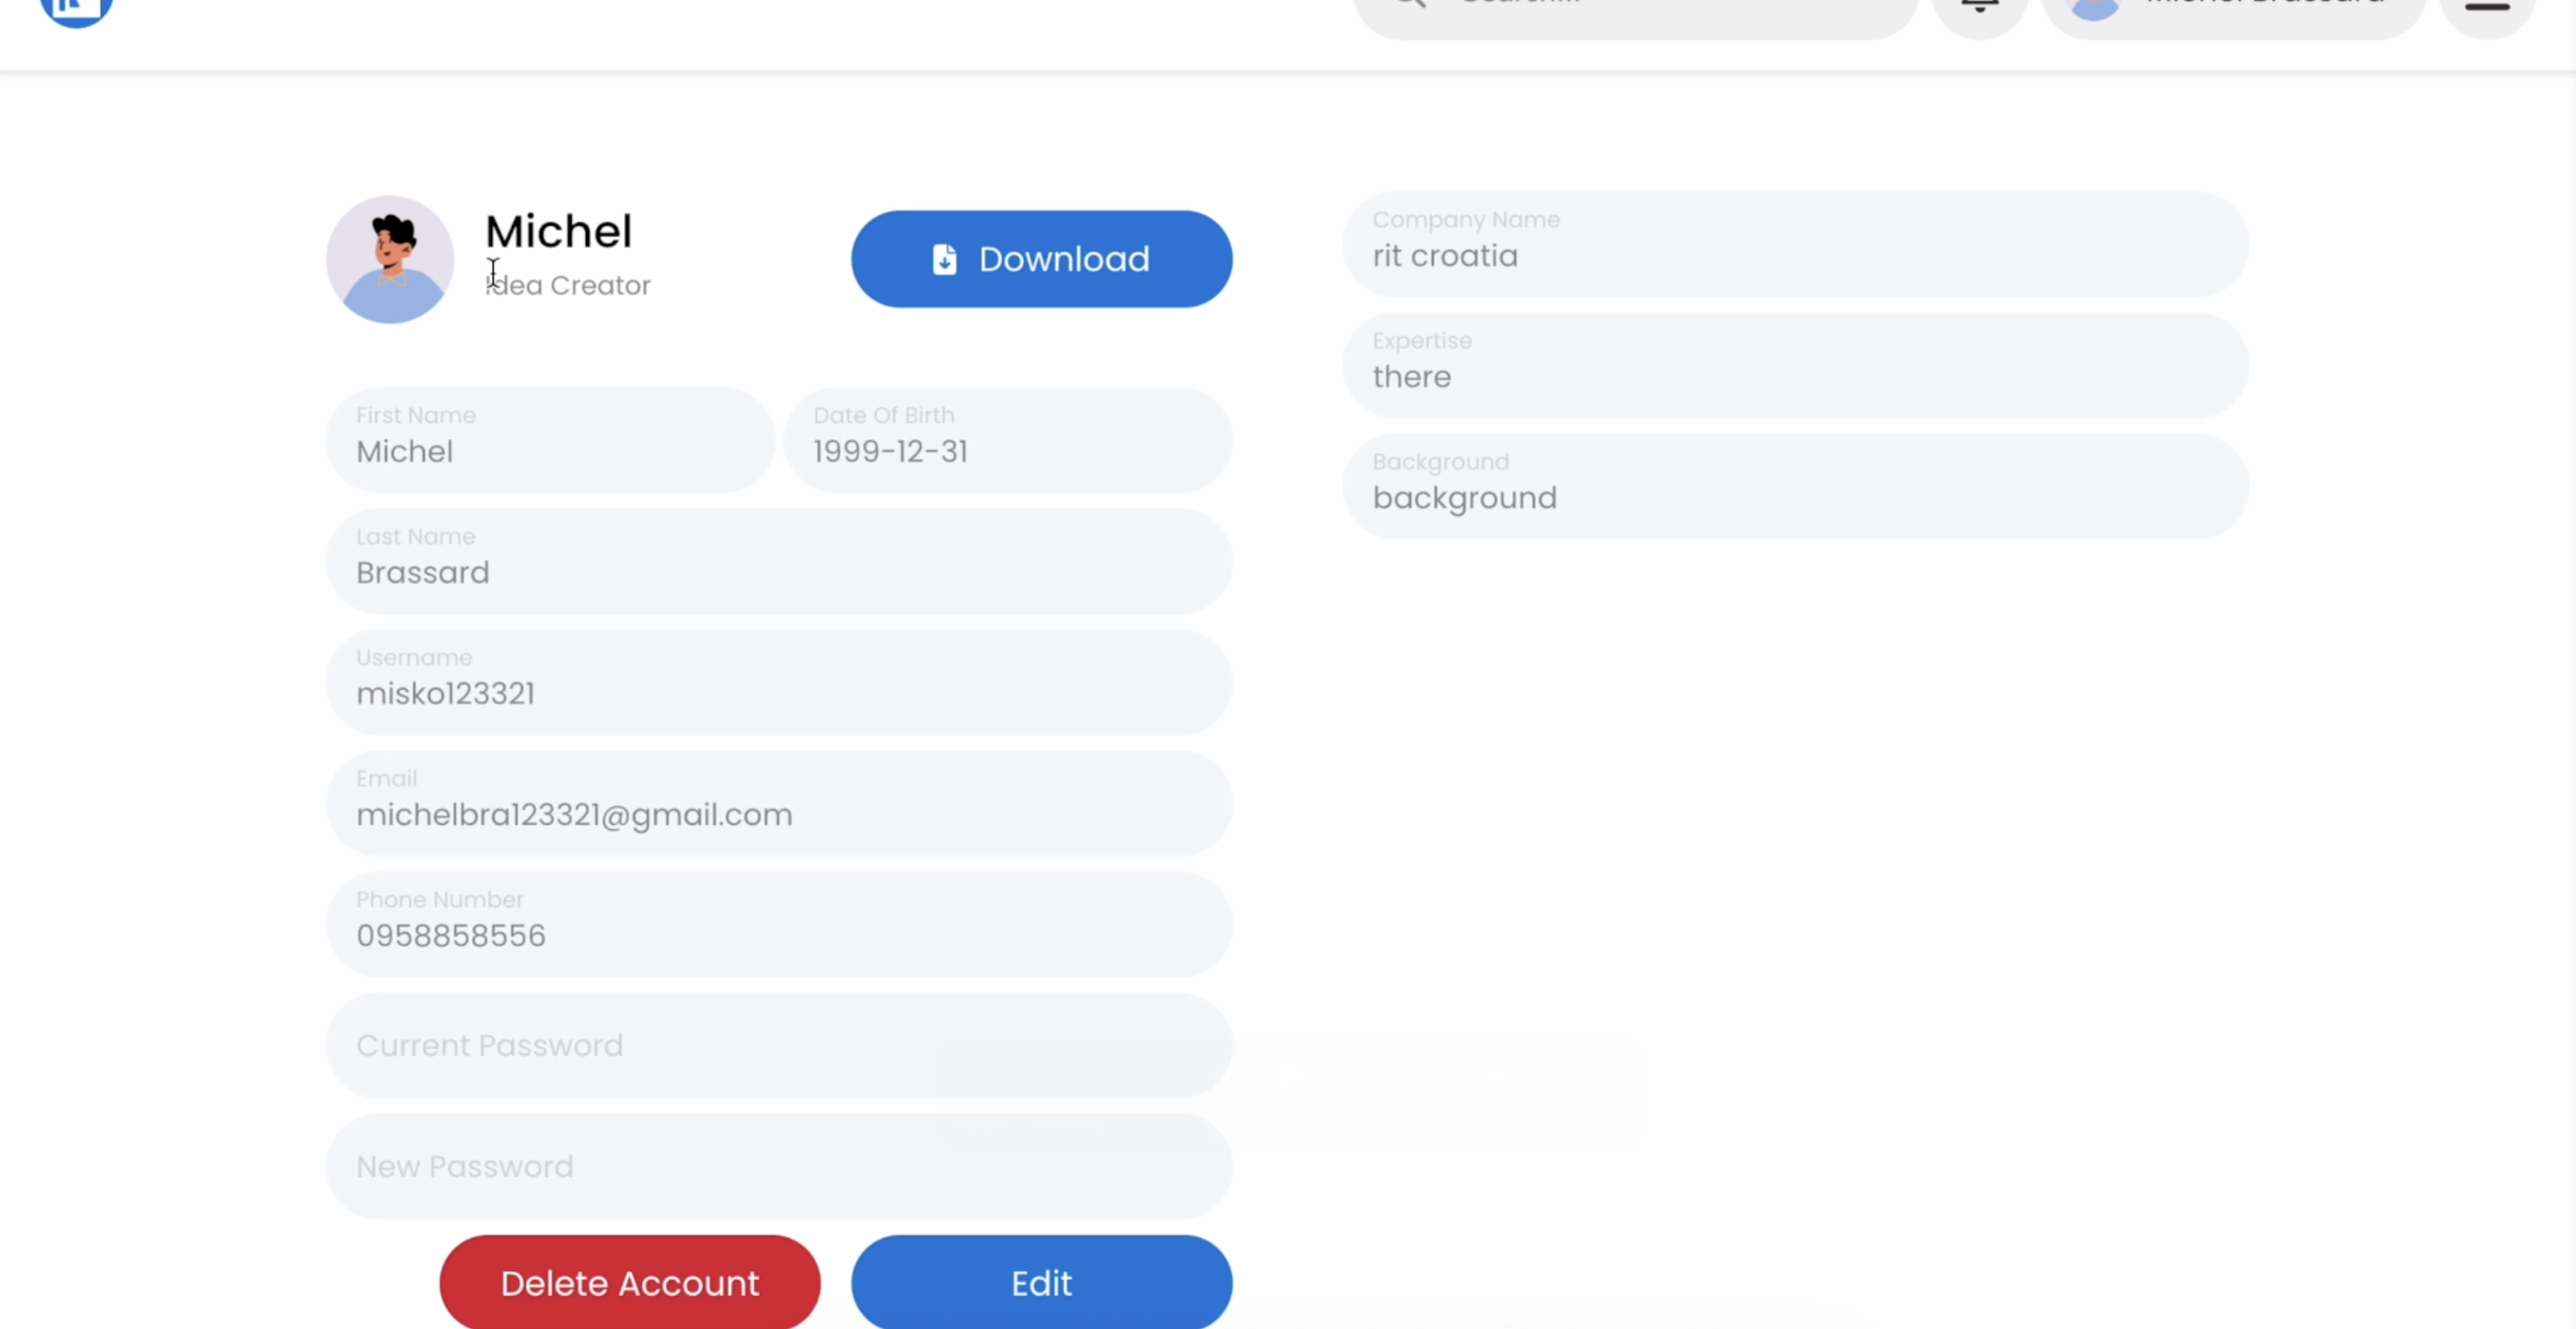 Michel Brassard
Michel
Idea Creator
Download
First Name
Michel
Date Of Birth
1999-12-31
Last Name
Brassard
Username
misko123321
Email
michelbra123321@gmail.com
Phone Number
0958858556
Current Password
New Password
Delete Account
Edit
Company Name
rit croatia
Expertise
there
Background
background